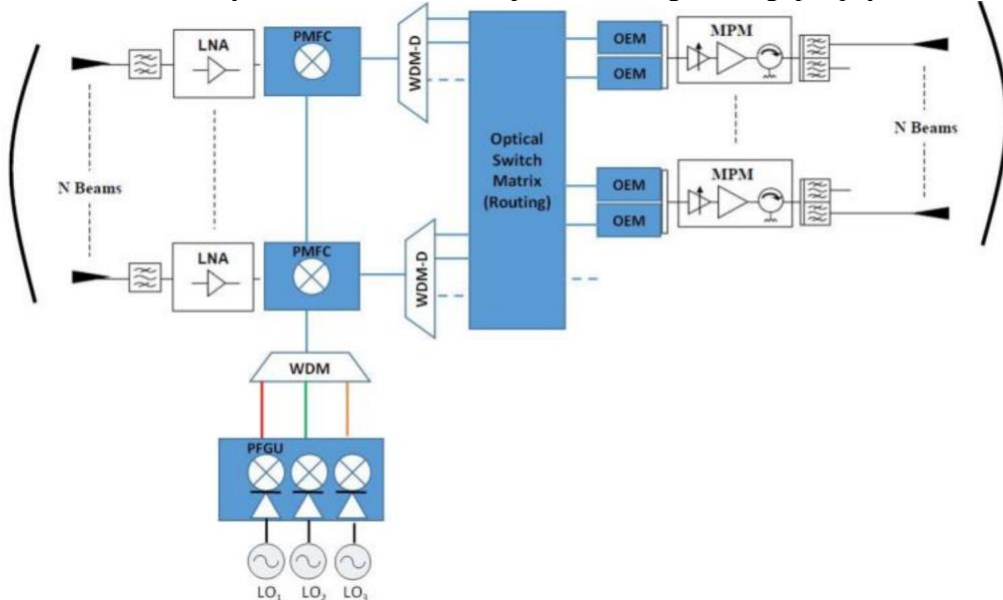 LNA
PMFC
WDM-D
OEM
OEM
MPM
N Beams
N Beams
Optical
Switch
Matrix
(Routing)
OEM
OEM
MPM
LNA
PMFC
WDM-D
WDM
PFGU
LO1
LO2
LO3